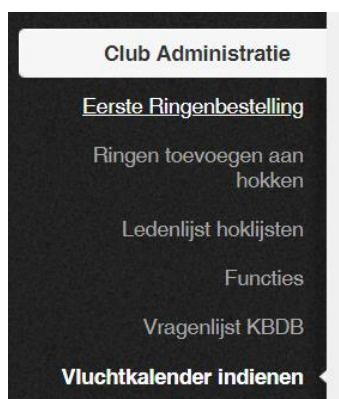 Club Administratie
Eerste Ringenbestelling
Ringen toevoegen aan
hokken
Ledenlijst hoklijsten
Functies
Vragenlijst KBDB
Vluchtkalender indienen